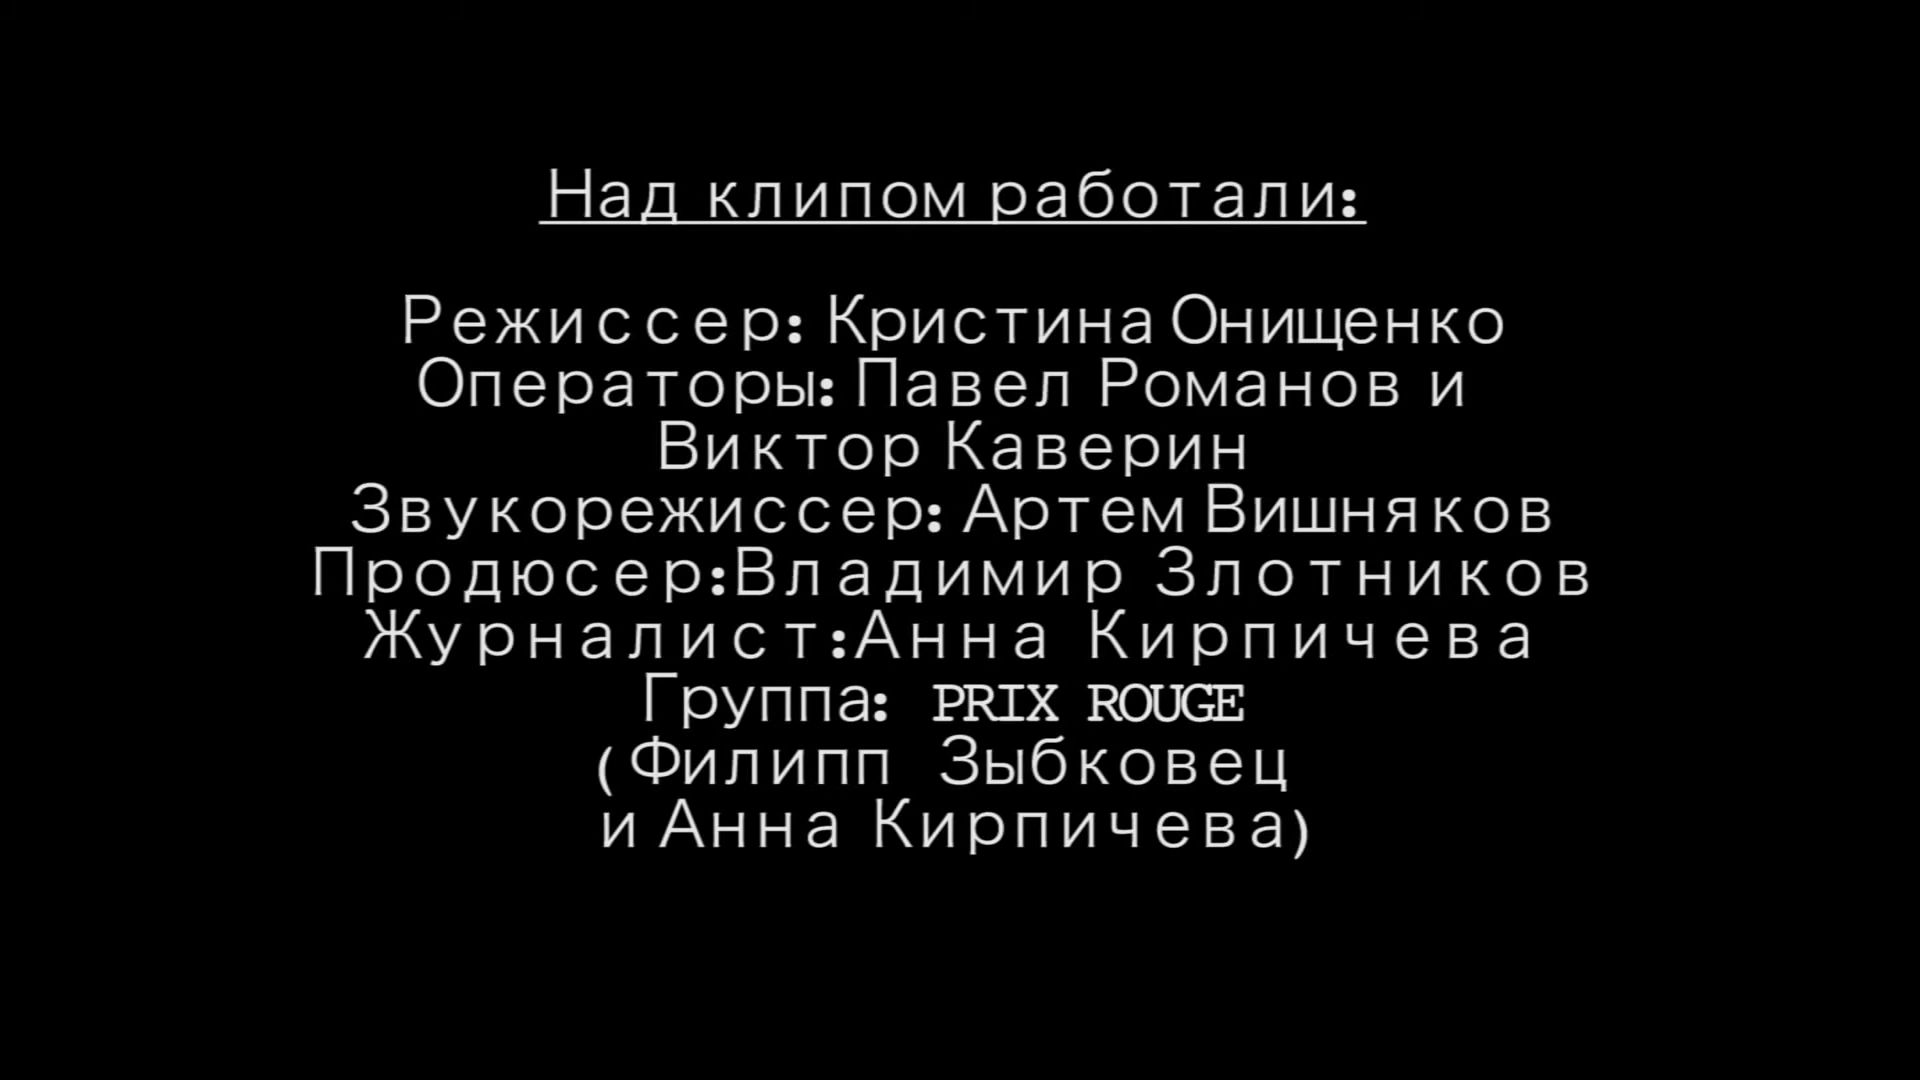 Над клипом работали:
Режиссер: Кристина Онищенко
Операторы: Павел Романов и
Виктор Каверин
Звукорежиссер: Артем Вишняков
Продюсер:Владимир Злотников
Журналист:Анна Кирпичева
Группа: PRIX ROUGE
(Филипп Зыбковец
и Анна Кирпичева)